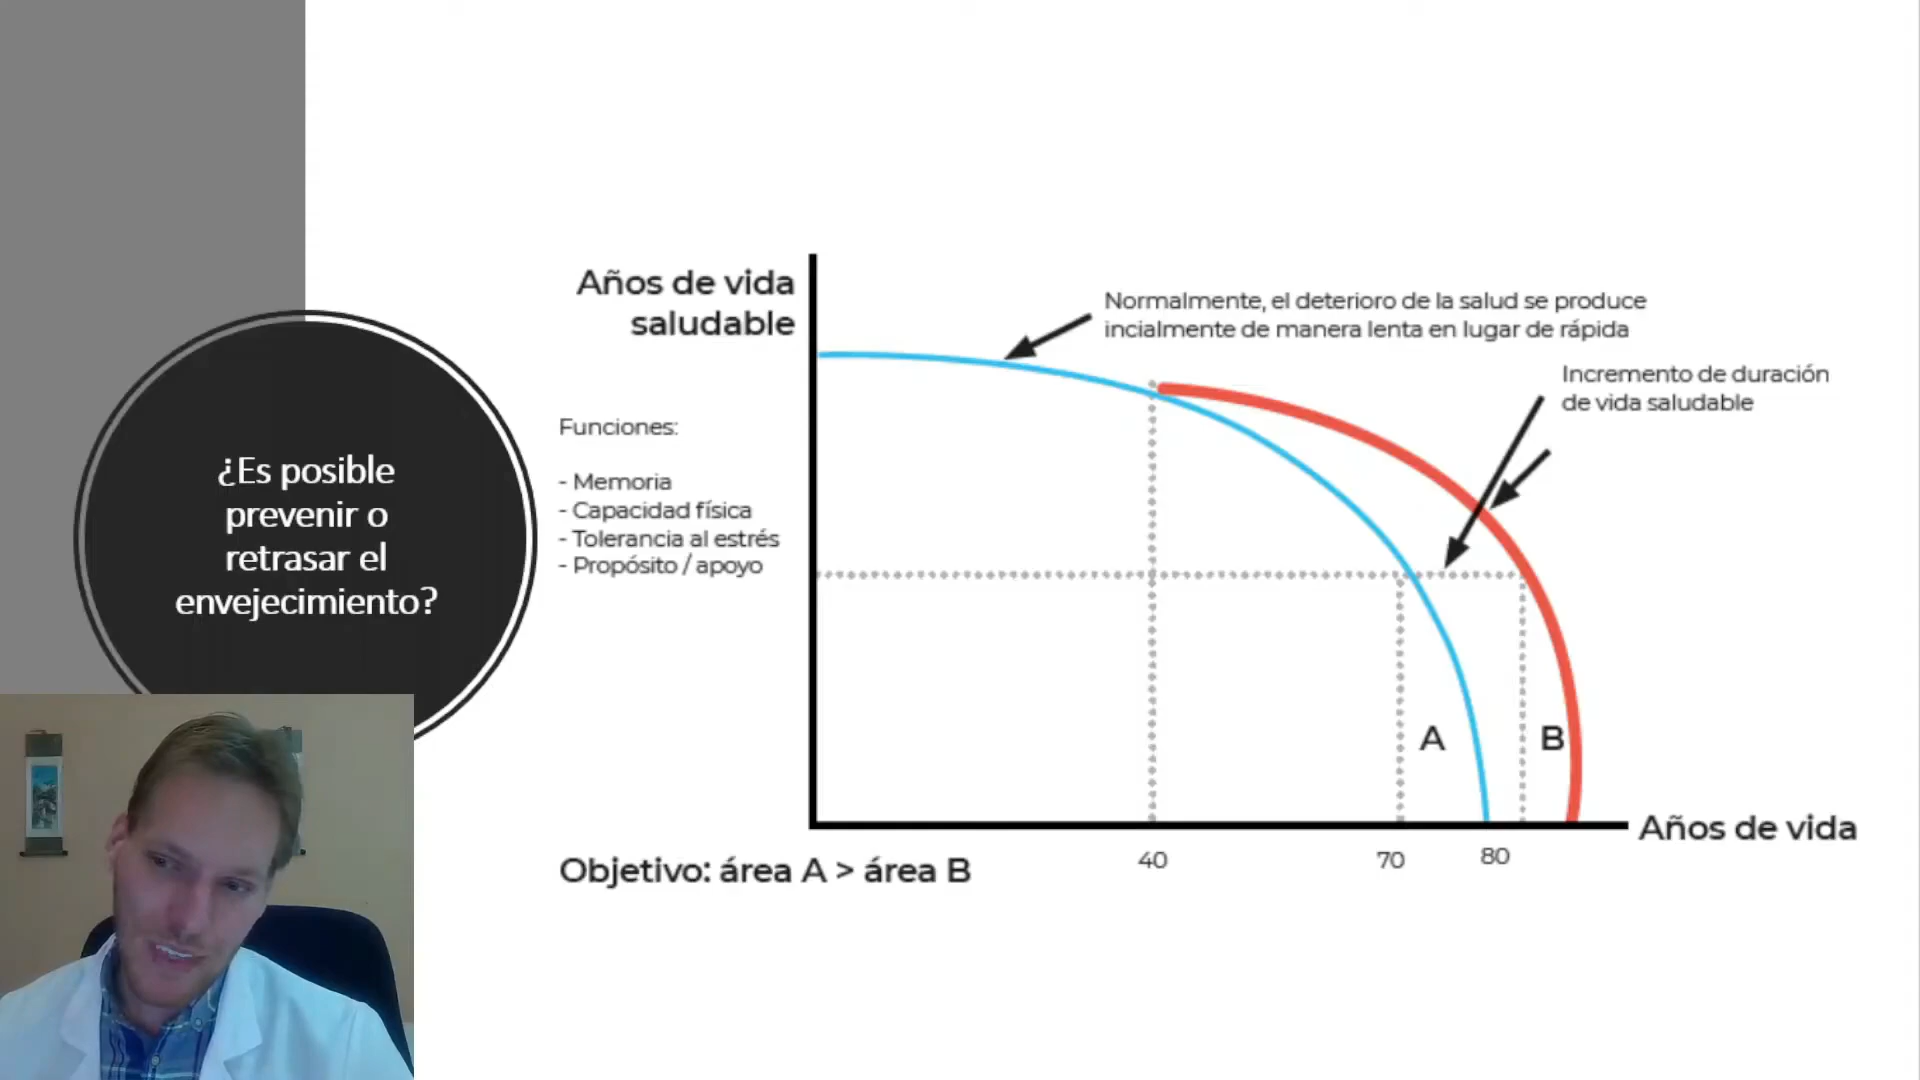 ¿Es posible
prevenir o
retrasar el
envejecimiento?
Años de vida
saludable
Normalmente, el deterioro de la salud se produce
incialmente de manera lenta en lugar de rápida
Incremento de duración
de vida saludable
Funciones:
- Memoria
- Capacidad física
- Tolerancia al estrés
- Propósito / apoyo
A
B
Años de vida
40
70
80
Objetivo: área A > área B